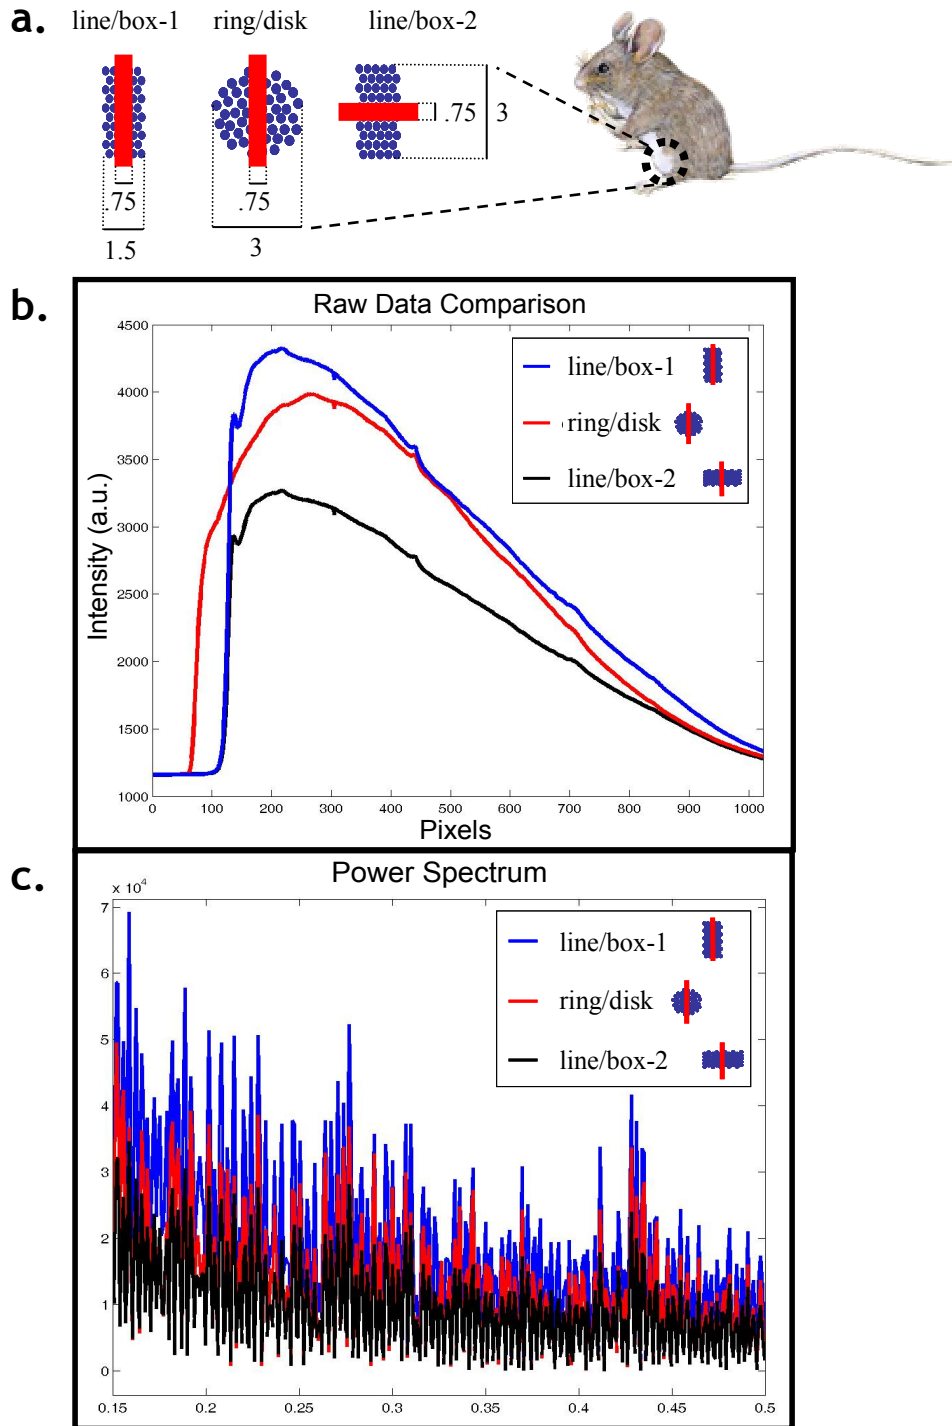 a.
line/box-1 ring/disk line/box-2
.75 3
.75 .75
1.5 3
b.
Raw Data Comparison
4500
4000
3500
3000
2500
2000
1500
1000
Intensity (a.u.)
line/box-1
ring/disk
line/box-2
0 100 200 300 400 500 600 700 800 900 1000
Pixels
c.
Power Spectrum
x 10⁴
7
6
5
4
3
2
1
0
line/box-1
ring/disk
line/box-2
0.15 0.2 0.25 0.3 0.35 0.4 0.45 0.5